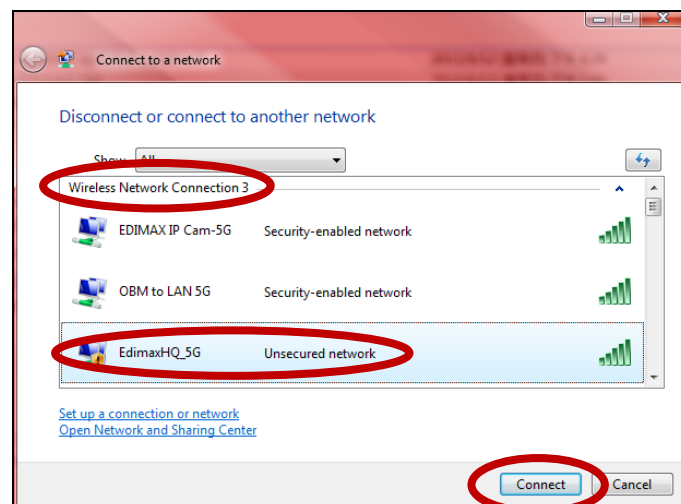 Connect to a network
Disconnect or connect to another network
Show All
Wireless Network Connection 3
EDIMAX IP Cam-5G Security-enabled network
OBM to LAN 5G Security-enabled network
EdimaxHQ_5G Unsecured network
Set up a connection or network
Open Network and Sharing Center
Connect Cancel